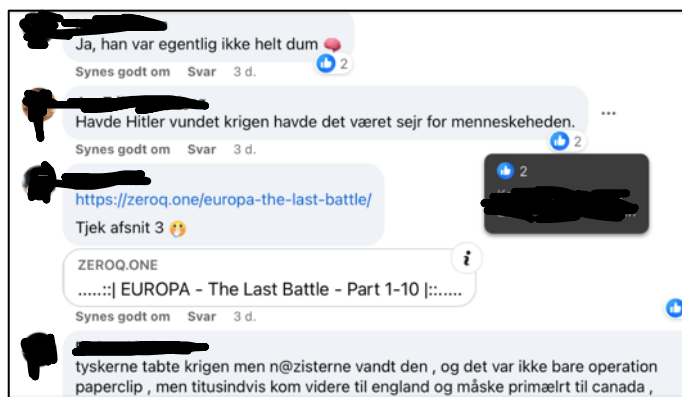 Ja, han var egentlig ikke helt dum 🧠
2
Synes godt om Svar 3 d.
Havde Hitler vundet krigen havde det været sejr for menneskeheden.
2
Synes godt om Svar 3 d.
2
https://zeroq.one/europa-the-last-battle/
Tjek afsnit 3 🤭
ZEROQ.ONE
.....::| EUROPA - The Last Battle - Part 1-10 |::.....
Synes godt om Svar 3 d.
tyskerne tabte krigen men n@zisterne vandt den , og det var ikke bare operation
paperclip , men titusindvis kom videre til england og måske primælrt til canada ,